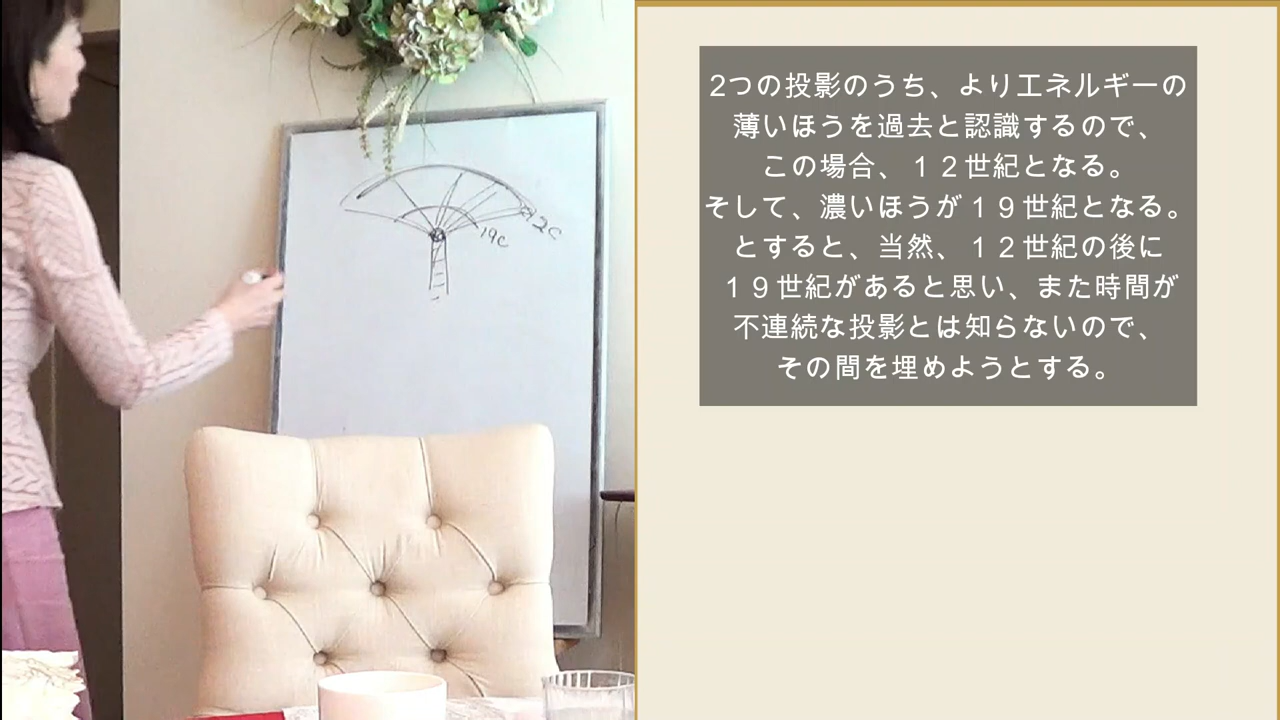 2つの投影のうち、よりエネルギーの
薄いほうを過去と認識するので、
この場合、１２世紀となる。
そして、濃いほうが１９世紀となる。
とすると、当然、１２世紀の後に
１９世紀があると思い、また時間が
不連続な投影とは知らないので、
その間を埋めようとする。
12C
19C